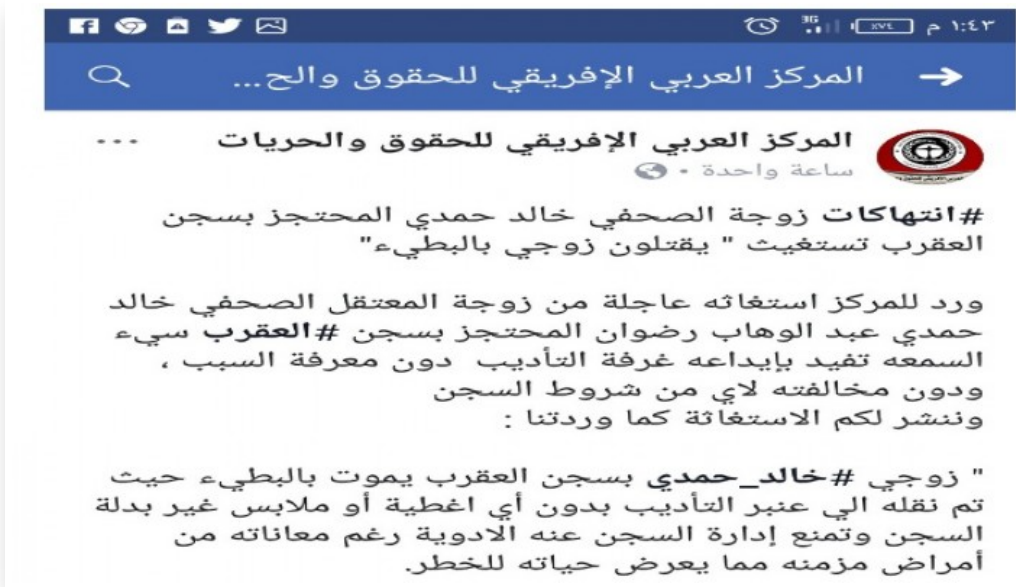 ١:٤٣ م ٧٤٪ 3G
المركز العربي الإفريقي للحقوق والح...
المركز العربي الإفريقي للحقوق والحريات
ساعة واحدة
#انتهاكات زوجة الصحفي خالد حمدي المحتجز بسجن
العقرب تستغيث " يقتلون زوجي بالبطيء"
ورد للمركز استغاثه عاجلة من زوجة المعتقل الصحفي خالد
حمدي عبد الوهاب رضوان المحتجز بسجن #العقرب سيء
السمعه تفيد بإيداعه غرفة التأديب دون معرفة السبب ،
ودون مخالفته لاي من شروط السجن
وننشر لكم الاستغاثة كما وردتنا :
" زوجي #خالد_حمدي بسجن العقرب يموت بالبطيء حيث
تم نقله الي عنبر التأديب بدون أي اغطية أو ملابس غير بدلة
السجن وتمنع إدارة السجن عنه الادوية رغم معاناته من
أمراض مزمنه مما يعرض حياته للخطر.